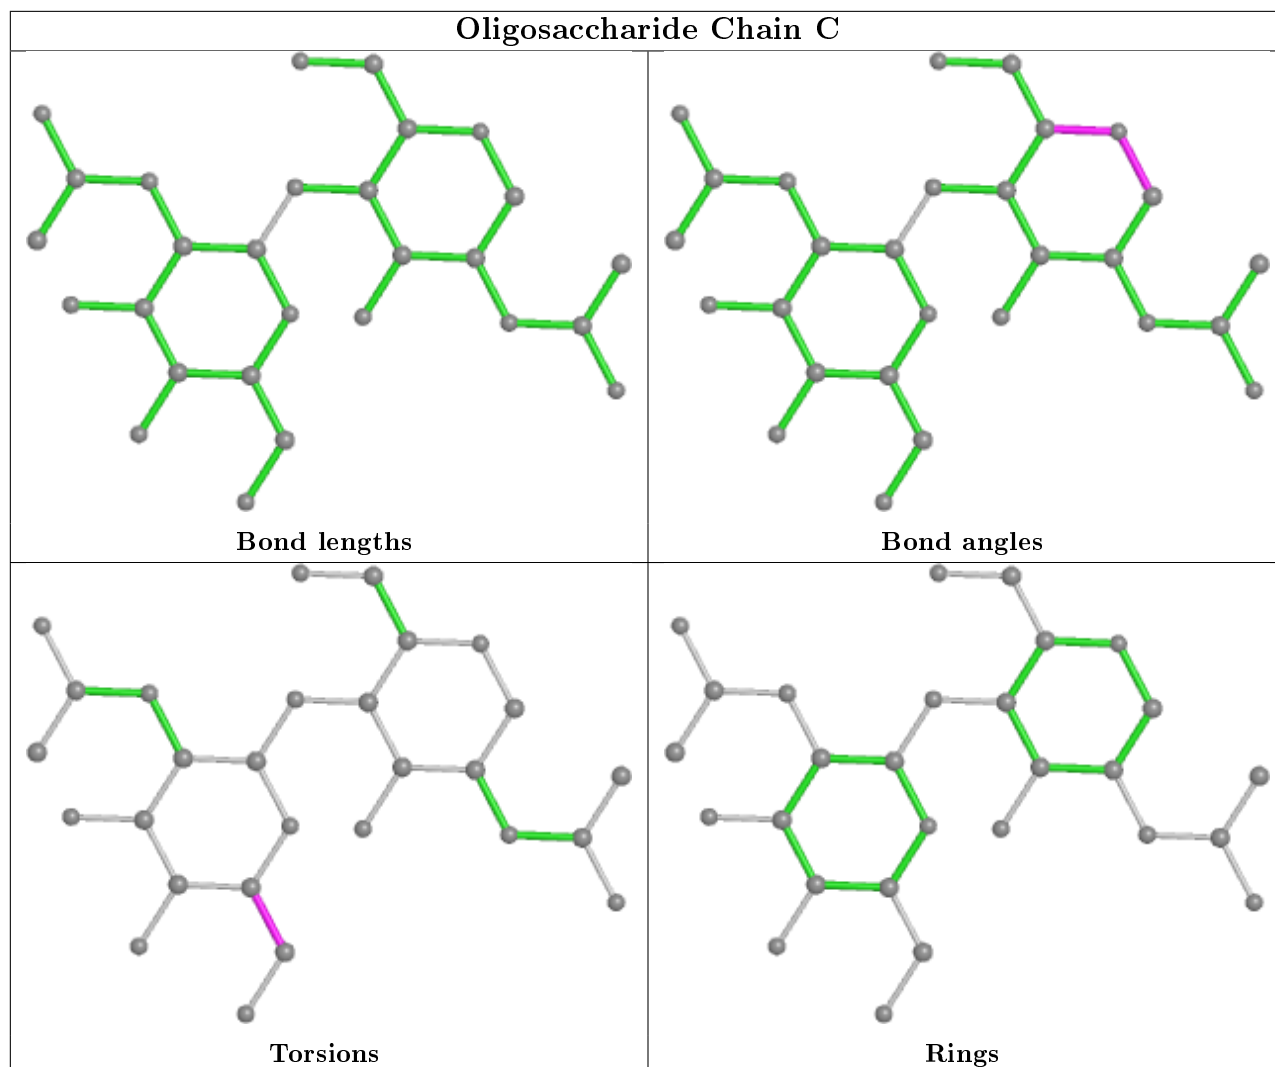 Oligosaccharide Chain C
Bond lengths
Bond angles
Torsions
Rings